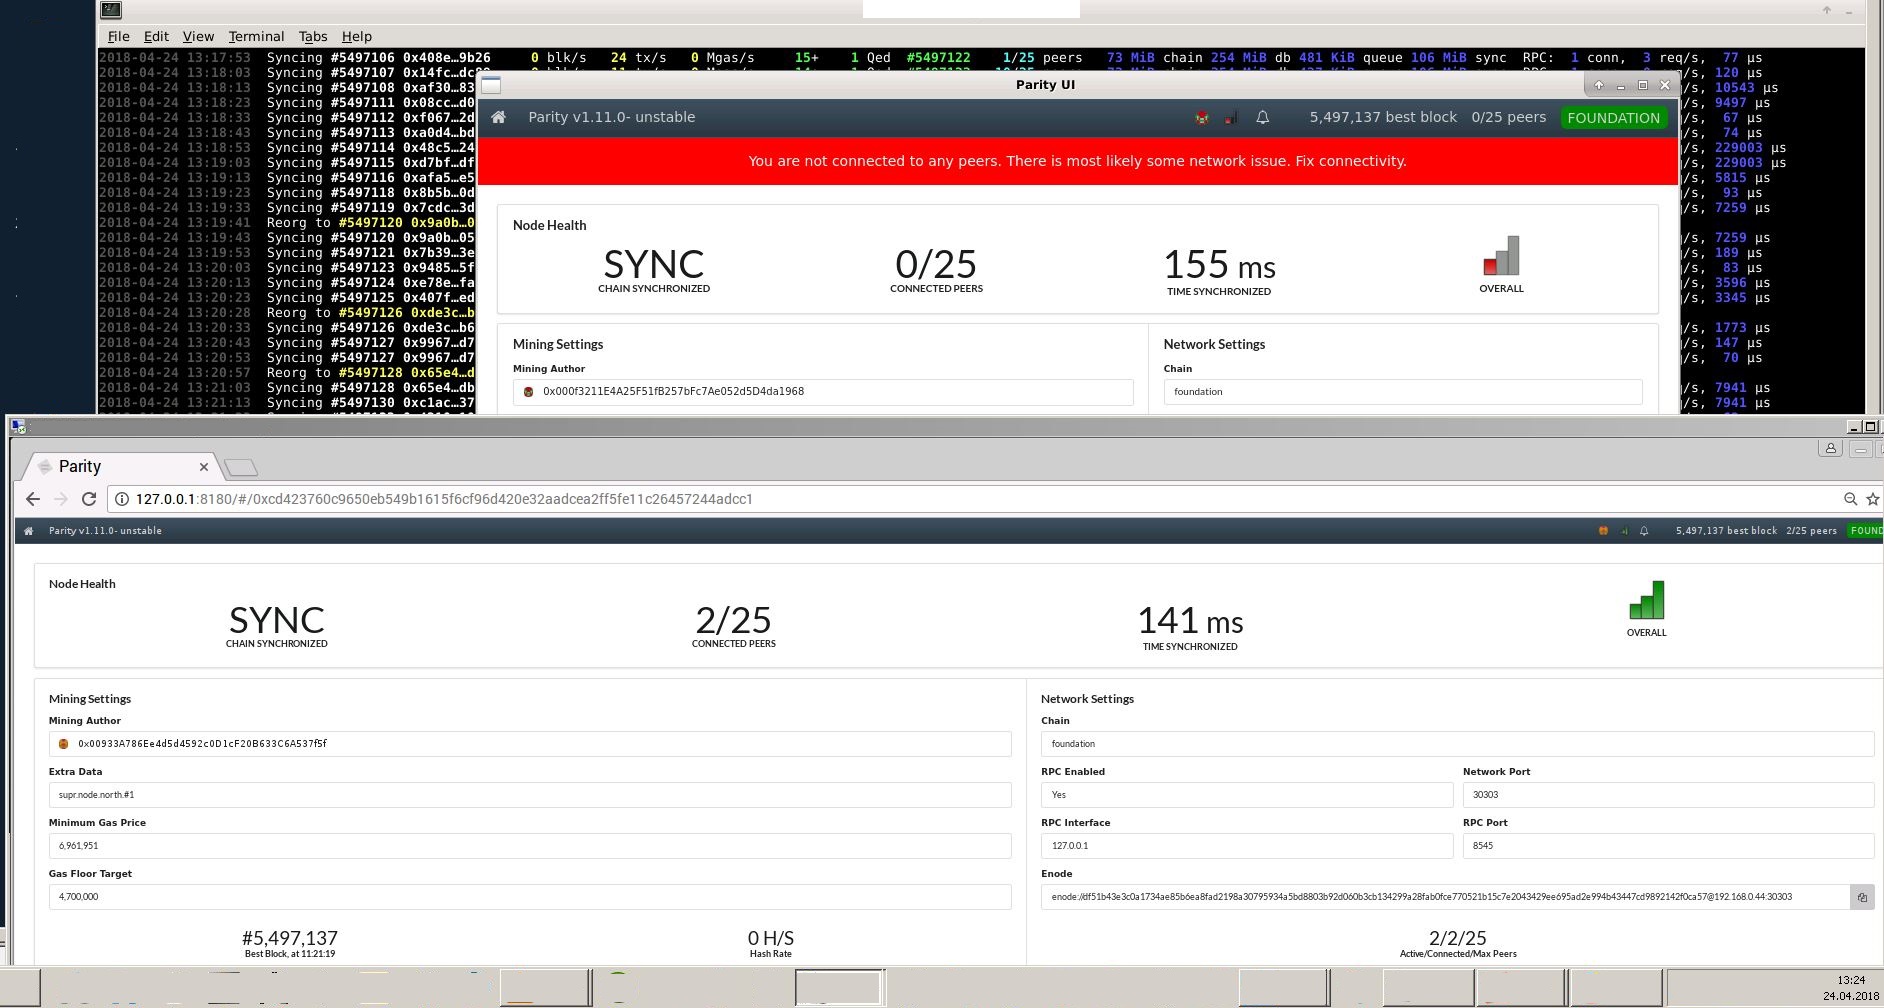 File Edit View Terminal Tabs Help
2018-04-24 13:17:53 Syncing #5497106 0x408e…9b26 0 blk/s 24 tx/s 0 Mgas/s 15+ 1 Qed #5497122 1/25 peers 73 MiB chain 254 MiB db 481 KiB queue 106 MiB sync RPC: 1 conn, 3 req/s, 77 µs
2018-04-24 13:18:03 Syncing #5497107 0x14fc…dc /s, 120 µs
2018-04-24 13:18:13 Syncing #5497108 0xaf30…83 /s, 10543 µs
2018-04-24 13:18:23 Syncing #5497111 0x08cc…d0 /s, 9497 µs
2018-04-24 13:18:33 Syncing #5497112 0xf067…2d /s, 67 µs
2018-04-24 13:18:43 Syncing #5497113 0xa0d4…bd /s, 74 µs
2018-04-24 13:18:53 Syncing #5497114 0x48c5…24 /s, 229003 µs
2018-04-24 13:19:03 Syncing #5497115 0xd7bf…df /s, 229003 µs
2018-04-24 13:19:13 Syncing #5497116 0xafa5…e5 /s, 5815 µs
2018-04-24 13:19:23 Syncing #5497118 0x8b5b…0d /s, 93 µs
2018-04-24 13:19:33 Syncing #5497119 0x7cdc…3d /s, 7259 µs
2018-04-24 13:19:41 Reorg to #5497120 0x9a0b…0
2018-04-24 13:19:43 Syncing #5497120 0x9a0b…05 /s, 7259 µs
2018-04-24 13:19:53 Syncing #5497121 0x7b39…3e /s, 189 µs
2018-04-24 13:20:03 Syncing #5497123 0x9485…5f /s, 83 µs
2018-04-24 13:20:13 Syncing #5497124 0xe78e…fa /s, 3596 µs
2018-04-24 13:20:23 Syncing #5497125 0x407f…ed /s, 3345 µs
2018-04-24 13:20:28 Reorg to #5497126 0xde3c…b
2018-04-24 13:20:33 Syncing #5497126 0xde3c…b6 /s, 1773 µs
2018-04-24 13:20:43 Syncing #5497127 0x9967…d7 /s, 147 µs
2018-04-24 13:20:53 Syncing #5497127 0x9967…d7 /s, 70 µs
2018-04-24 13:20:57 Reorg to #5497128 0x65e4…d
2018-04-24 13:21:03 Syncing #5497128 0x65e4…db /s, 7941 µs
2018-04-24 13:21:13 Syncing #5497130 0xc1ac…37 /s, 7941 µs
Parity UI
Parity v1.11.0- unstable 5,497,137 best block 0/25 peers FOUNDATION
You are not connected to any peers. There is most likely some network issue. Fix connectivity.
Node Health
SYNC 0/25 155 ms
CHAIN SYNCHRONIZED CONNECTED PEERS TIME SYNCHRONIZED OVERALL
Mining Settings Network Settings
Mining Author Chain
0x000f3211E4A25F51fB257bFc7Ae052d5D4da1968 foundation
Parity
127.0.0.1:8180/#/0xcd423760c9650eb549b1615f6cf96d420e32aadcea2ff5fe11c26457244adcc1
Parity v1.11.0- unstable 5,497,137 best block 2/25 peers FOUND
Node Health
SYNC 2/25 141 ms
CHAIN SYNCHRONIZED CONNECTED PEERS TIME SYNCHRONIZED OVERALL
Mining Settings Network Settings
Mining Author Chain
0x00933A786Ee4d5d4592c0D1cF20B633C6A537f5f foundation
Extra Data RPC Enabled Network Port
supr.node.north.#1 Yes 30303
Minimum Gas Price RPC Interface RPC Port
6,961,951 127.0.0.1 8545
Gas Floor Target Enode
4,700,000 enode://df51b43e3c0a1734ae85b6ea8fad2198a30795934a5bd8803b92d060b3cb134299a28fab0fce770521b15c7e2043429ee695ad2e994b43447cd9892142f0ca57@192.168.0.44:30303
#5,497,137 0 H/S 2/2/25
Best Block, at 11:21:19 Hash Rate Active/Connected/Max Peers
13:24
24.04.2018